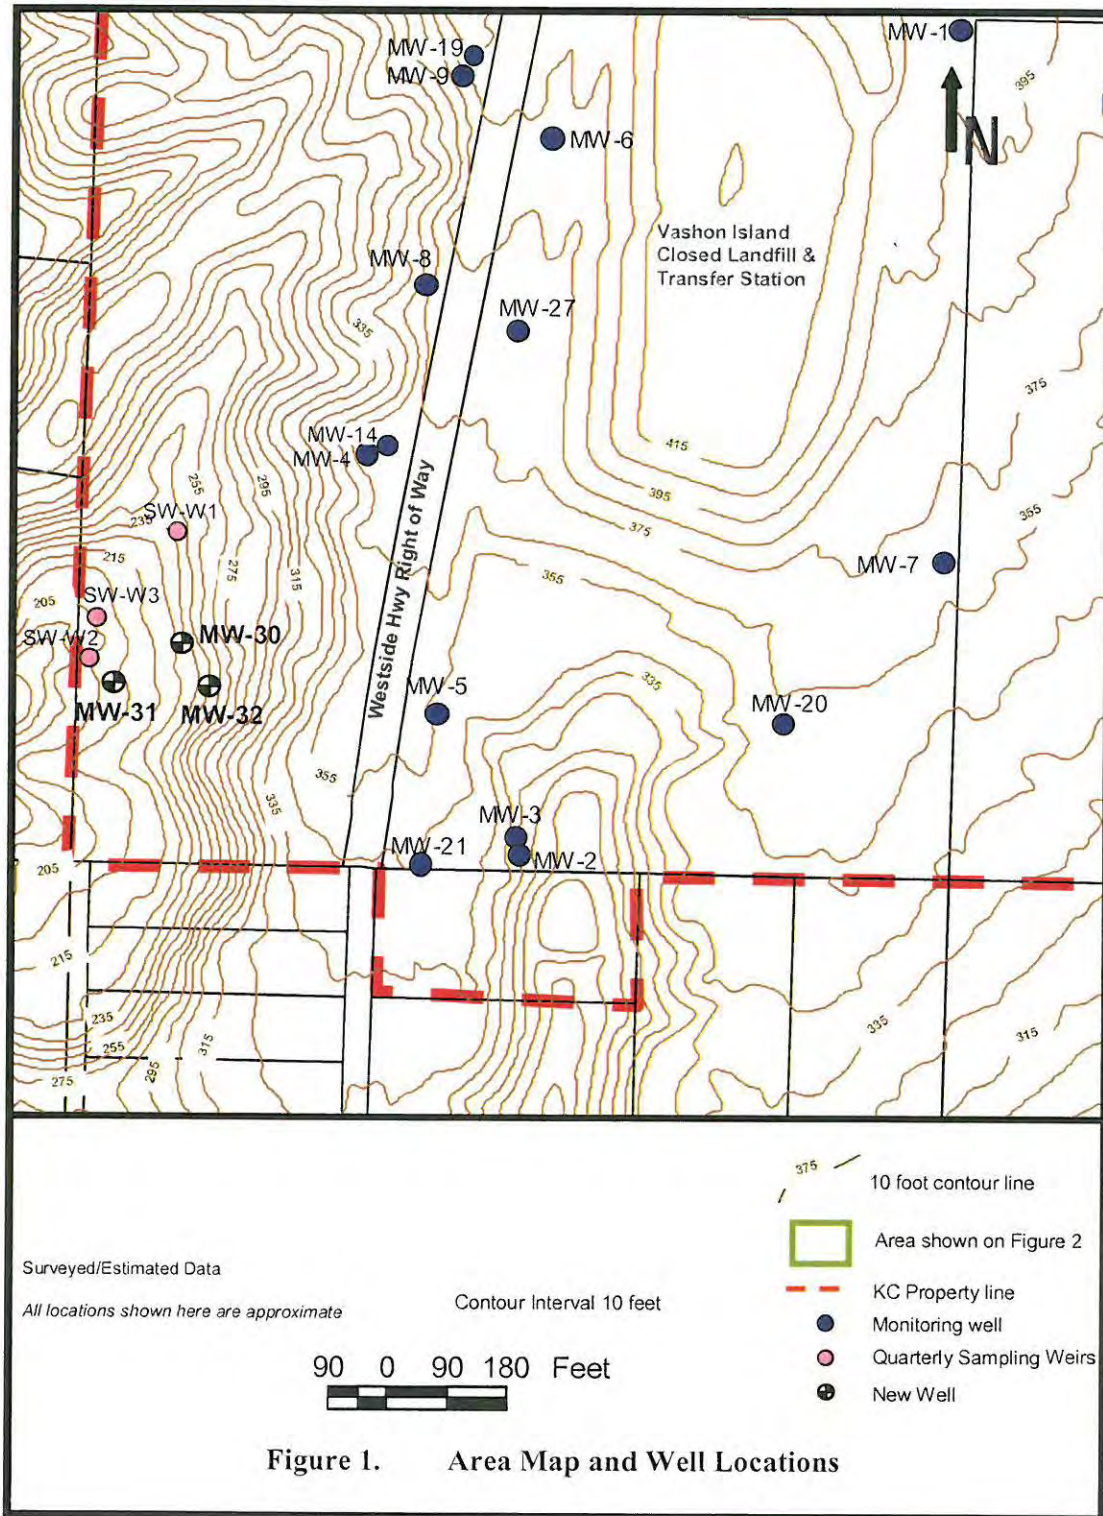 MW-19
MW-9
MW-1
395
N
MW-6
Vashon Island
Closed Landfill &
Transfer Station
MW-8
MW-27
335
375
MW-14
MW-4
415
255
295
395
SW-W1
235
375
355
215
275
315
355
MW-7
205
SW-W3
SW-W2
MW-30
Westside Hwy Right of Way
335
MW-31
MW-32
MW-5
MW-20
355
335
MW-3
MW-21
MW-2
205
215
235
255
275
295
315
335
315
375
10 foot contour line
Area shown on Figure 2
Surveyed/Estimated Data
KC Property line
All locations shown here are approximate
Contour Interval 10 feet
Monitoring well
Quarterly Sampling Weirs
New Well
90 0 90 180 Feet
Figure 1. Area Map and Well Locations